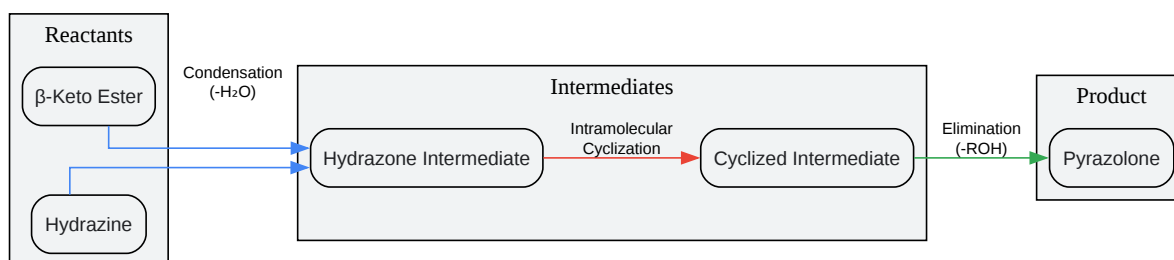 Reactants
β-Keto Ester
Hydrazine
Condensation
(-H₂O)
Intermediates
Hydrazone Intermediate
Intramolecular
Cyclization
Cyclized Intermediate
Elimination
(-ROH)
Product
Pyrazolone